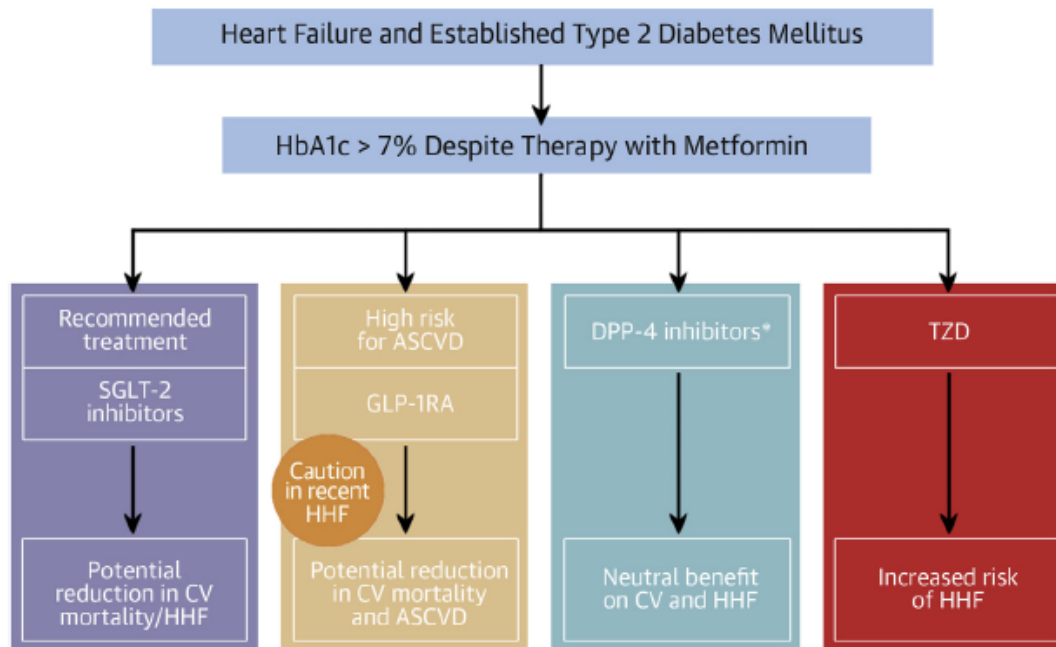 Heart Failure and Established Type 2 Diabetes Mellitus
HbA1c > 7% Despite Therapy with Metformin
Recommended
treatment
SGLT-2
inhibitors
Potential
reduction in CV
mortality/HHF
High risk
for ASCVD
GLP-1RA
Caution
in recent
HHF
Potential reduction
in CV mortality
and ASCVD
DPP-4 inhibitors*
Neutral benefit
on CV and HHF
TZD
Increased risk
of HHF